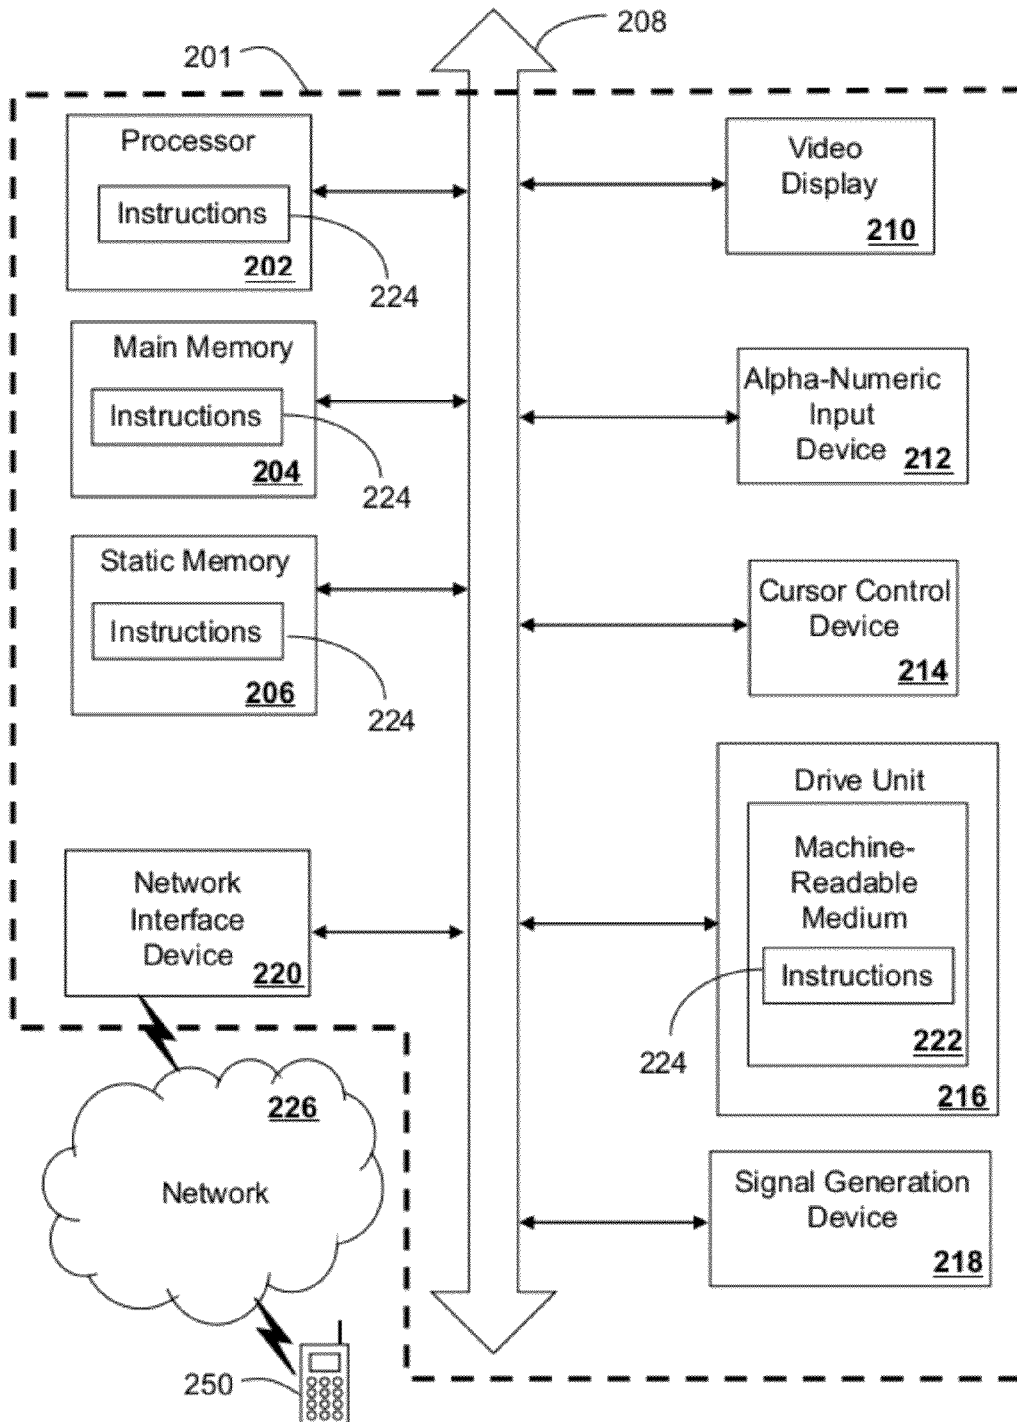 208
201
Processor
Instructions
202
224
Main Memory
Instructions
204
224
Static Memory
Instructions
206
224
Network
Interface
Device
220
226
Network
250
Video
Display
210
Alpha-Numeric
Input
Device
212
Cursor Control
Device
214
Drive Unit
Machine-
Readable
Medium
Instructions
224
222
216
Signal Generation
Device
218